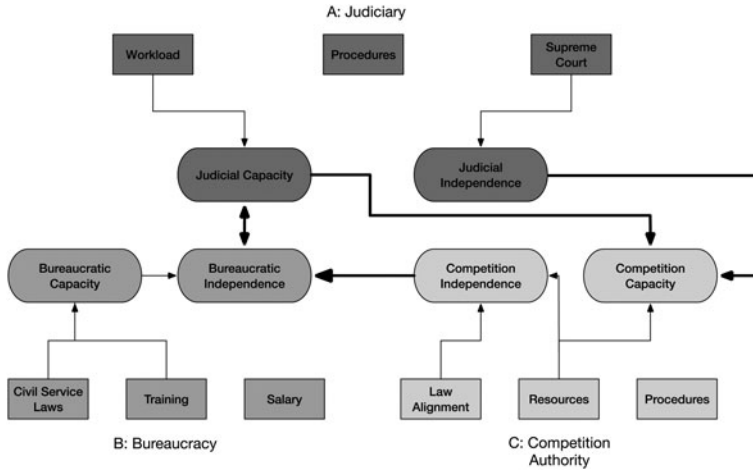 A: Judiciary
Workload
Procedures
Supreme
Court
Judicial Capacity
Judicial
Independence
Bureaucratic
Capacity
Bureaucratic
Independence
Competition
Independence
Competition
Capacity
Civil Service
Laws
Training
Salary
Law
Alignment
Resources
Procedures
B: Bureaucracy
C: Competition
Authority